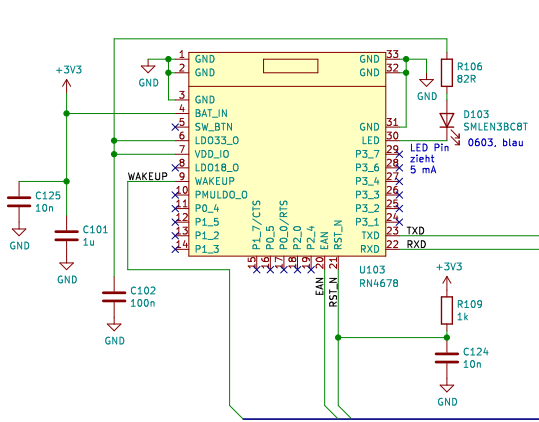 +3V3
R106
82R
D103
SMLEN3BC8T
0603, blau
LED Pin
zieht
5 mA
GND
GND
1 GND
2 GND
3 GND
4 BAT_IN
5 SW_BTN
6 LDO33_O
7 VDD_IO
8 LDO18_O
WAKEUP 9 WAKEUP
10 PMULDO_O
11 P0_4
12 P1_5
13 P1_2
14 P1_3
GND 33
GND 32
GND 31
LED 30
P3_7 29
P3_6 28
P3_4 27
P3_3 26
P3_2 25
P3_1 24
TXD 23 TXD
RXD 22 RXD
P1_7/CTS 15
P0_5 16
P0_0/RTS 17
P2_0 18
P2_4 19
EAN 20
RST_N 21
EAN
RST_N
U103
RN4678
C125
10n
GND
C101
1u
GND
C102
100n
GND
+3V3
R109
1k
C124
10n
GND